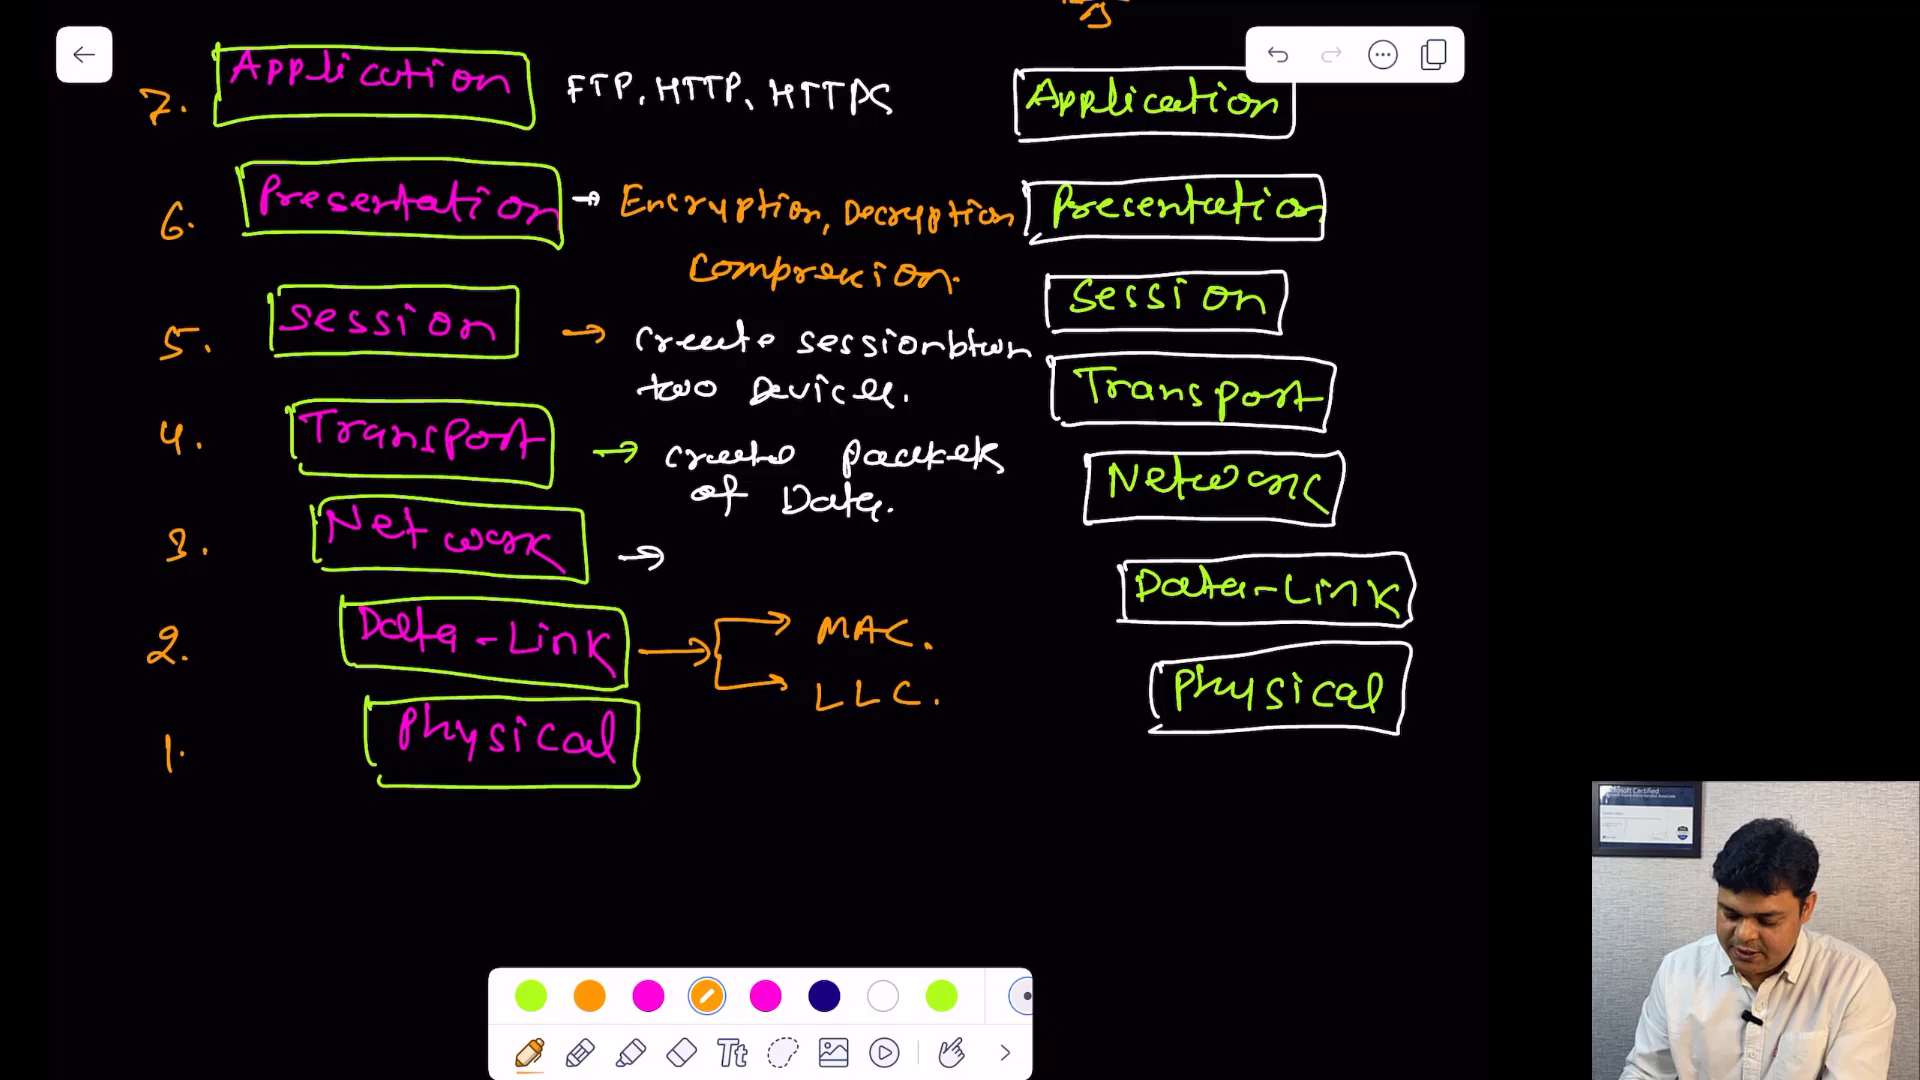 7. Application FTP, HTTP, HTTPS Application
6. Presentation → Encryption, Decryption Presentation
Compression.
5. Session → Create session btwn Session
two Devices.
4. Transport → Create packets Transport
of Data.
3. Network → Network
2. Data-Link → MAC. Data-Link
LLC.
1. Physical Physical
Tt